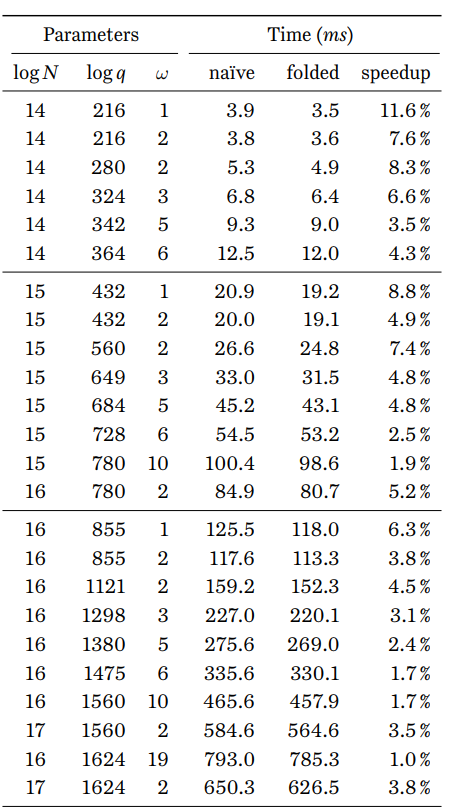 Parameters Time (ms)
log N log q ω naïve folded speedup
14 216 1 3.9 3.5 11.6%
14 216 2 3.8 3.6 7.6%
14 280 2 5.3 4.9 8.3%
14 324 3 6.8 6.4 6.6%
14 342 5 9.3 9.0 3.5%
14 364 6 12.5 12.0 4.3%
15 432 1 20.9 19.2 8.8%
15 432 2 20.0 19.1 4.9%
15 560 2 26.6 24.8 7.4%
15 649 3 33.0 31.5 4.8%
15 684 5 45.2 43.1 4.8%
15 728 6 54.5 53.2 2.5%
15 780 10 100.4 98.6 1.9%
16 780 2 84.9 80.7 5.2%
16 855 1 125.5 118.0 6.3%
16 855 2 117.6 113.3 3.8%
16 1121 2 159.2 152.3 4.5%
16 1298 3 227.0 220.1 3.1%
16 1380 5 275.6 269.0 2.4%
16 1475 6 335.6 330.1 1.7%
16 1560 10 465.6 457.9 1.7%
17 1560 2 584.6 564.6 3.5%
16 1624 19 793.0 785.3 1.0%
17 1624 2 650.3 626.5 3.8%